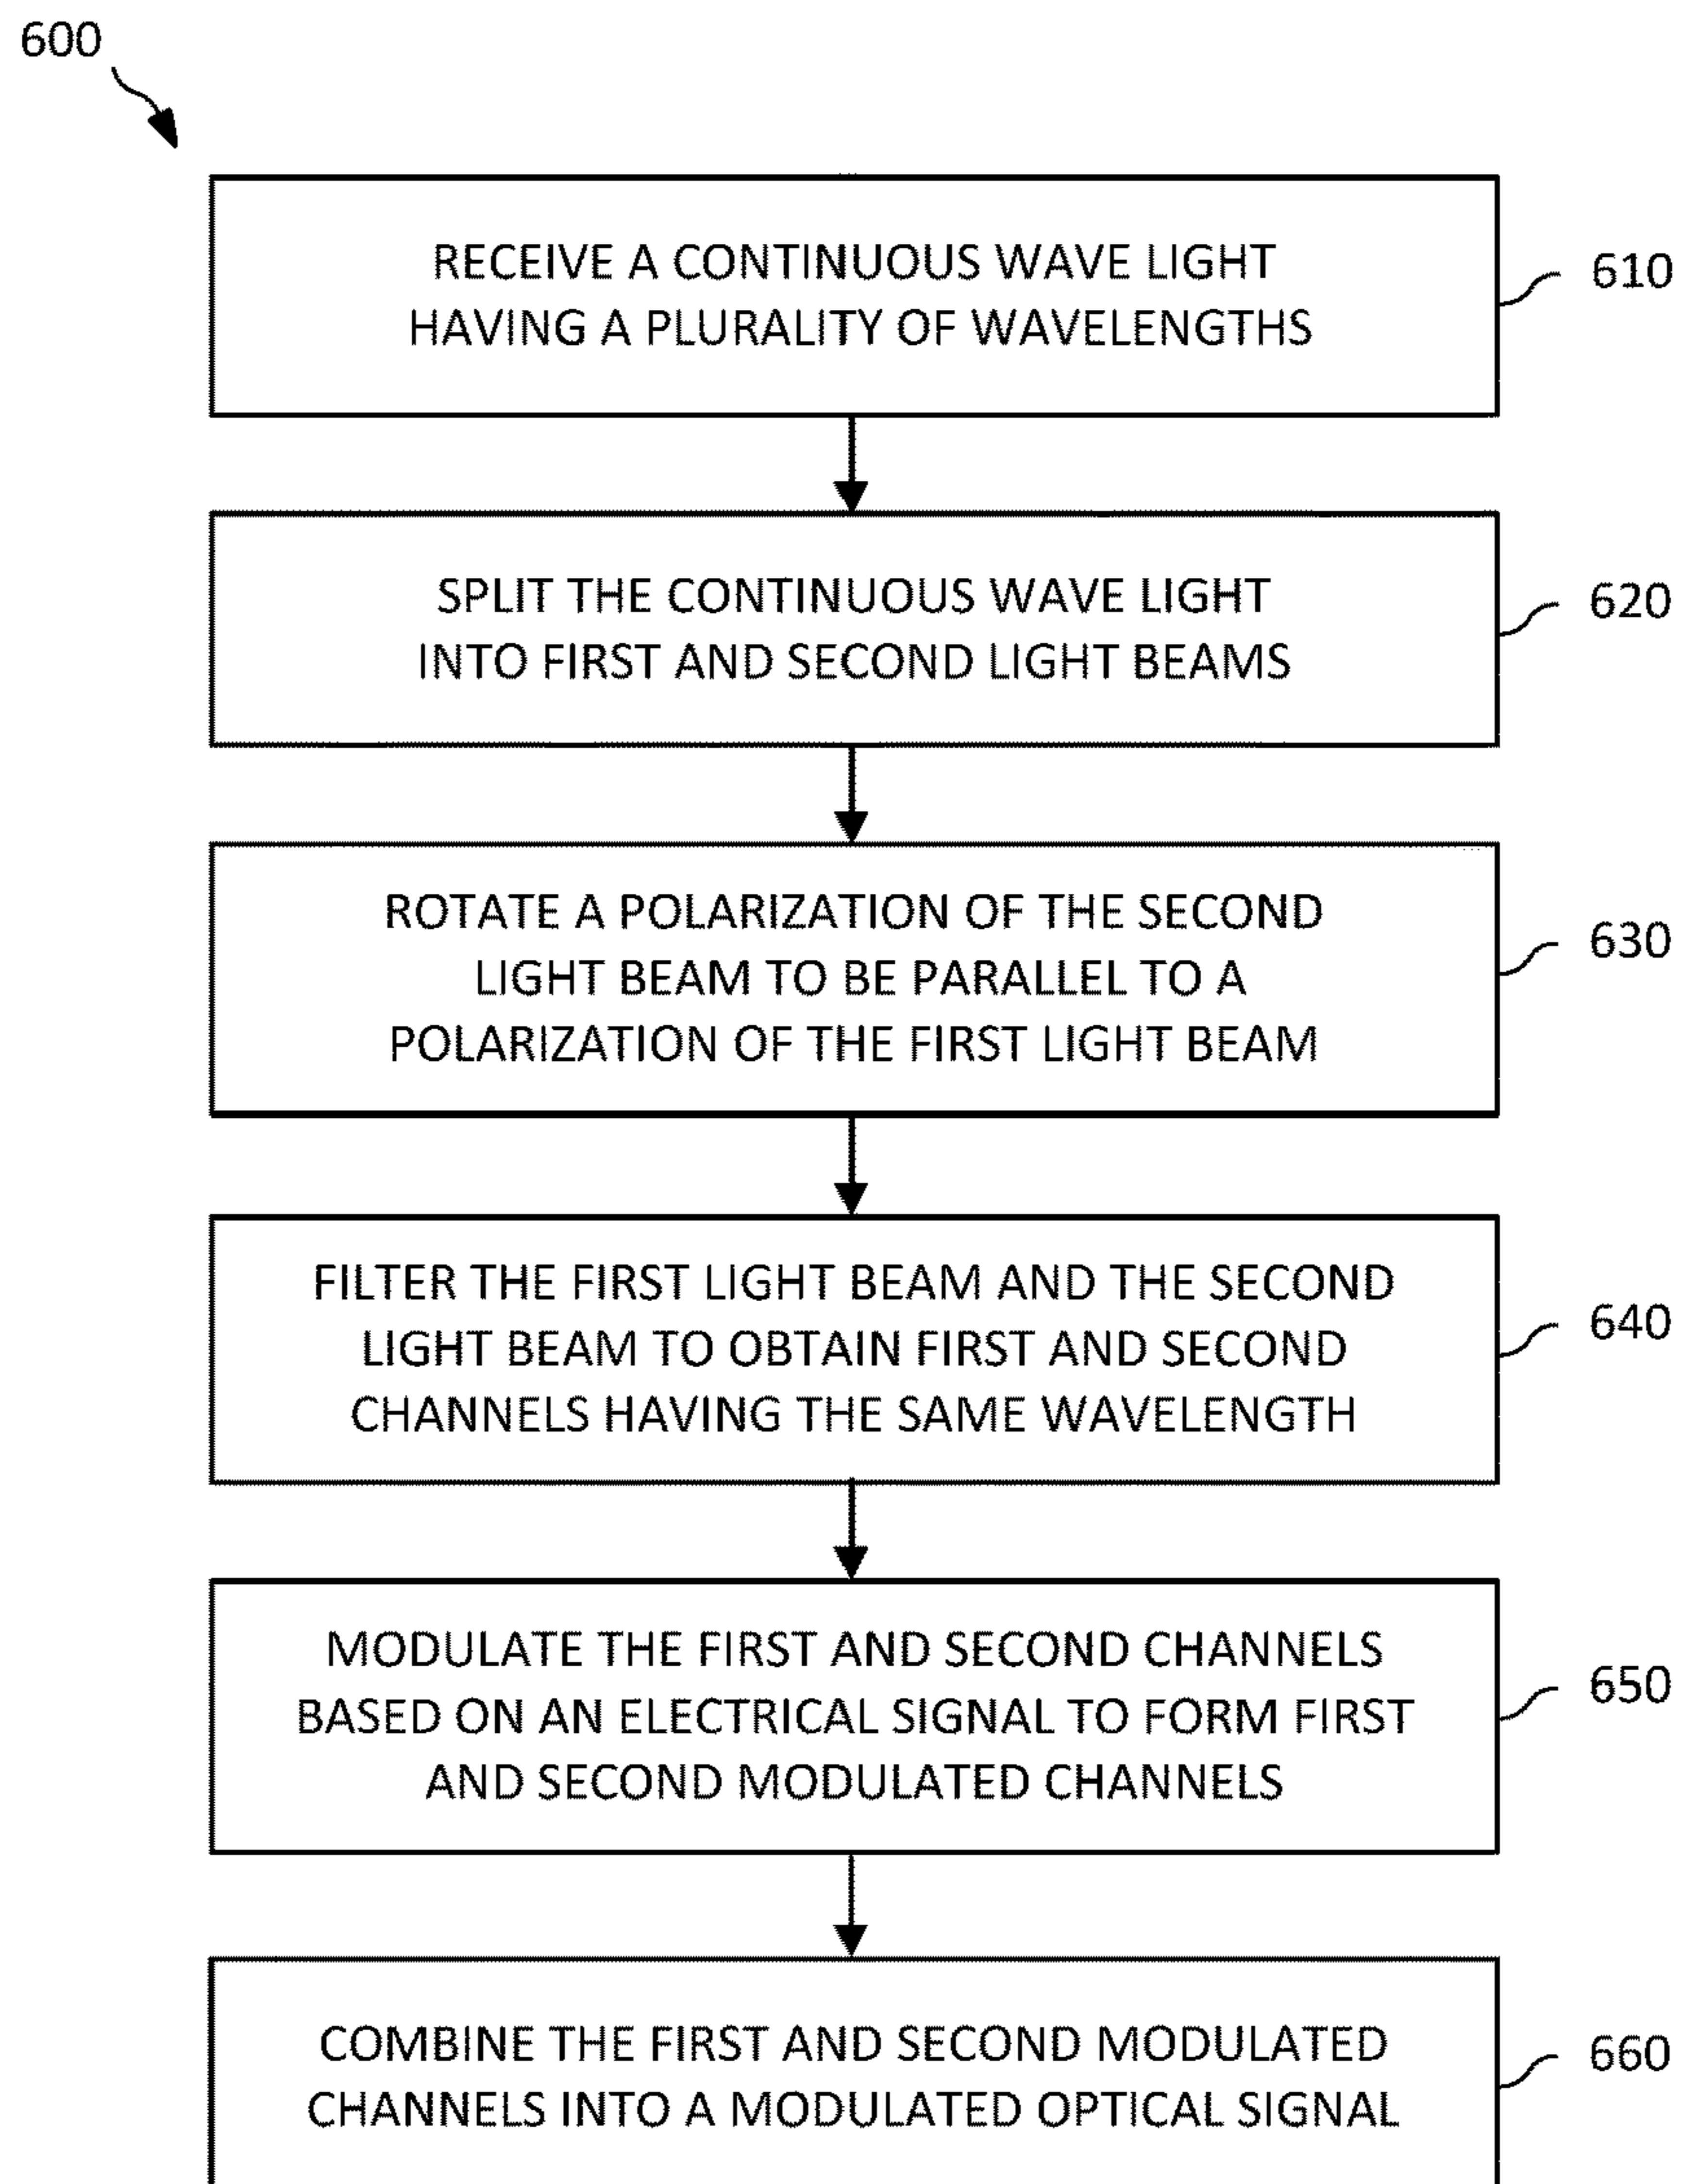 600
RECEIVE A CONTINUOUS WAVE LIGHT
HAVING A PLURALITY OF WAVELENGTHS
610
SPLIT THE CONTINUOUS WAVE LIGHT
INTO FIRST AND SECOND LIGHT BEAMS
620
ROTATE A POLARIZATION OF THE SECOND
LIGHT BEAM TO BE PARALLEL TO A
POLARIZATION OF THE FIRST LIGHT BEAM
630
FILTER THE FIRST LIGHT BEAM AND THE SECOND
LIGHT BEAM TO OBTAIN FIRST AND SECOND
CHANNELS HAVING THE SAME WAVELENGTH
640
MODULATE THE FIRST AND SECOND CHANNELS
BASED ON AN ELECTRICAL SIGNAL TO FORM FIRST
AND SECOND MODULATED CHANNELS
650
COMBINE THE FIRST AND SECOND MODULATED
CHANNELS INTO A MODULATED OPTICAL SIGNAL
660